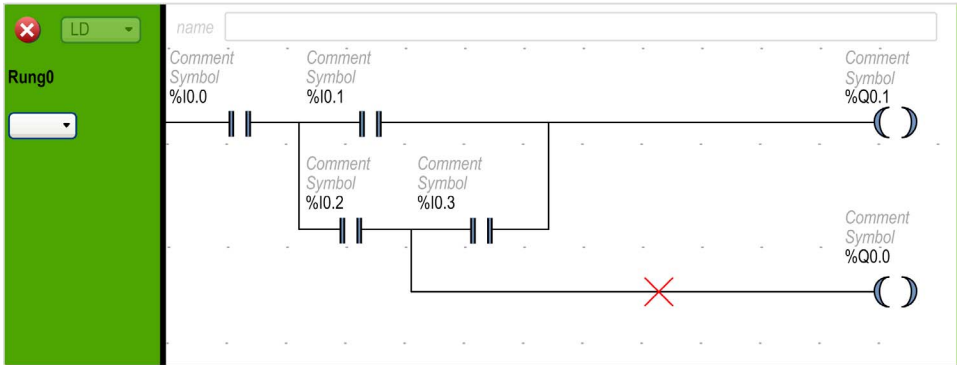 LD
name
Rung0
Comment
Symbol
%I0.0
Comment
Symbol
%I0.1
Comment
Symbol
%Q0.1
Comment
Symbol
%I0.2
Comment
Symbol
%I0.3
Comment
Symbol
%Q0.0